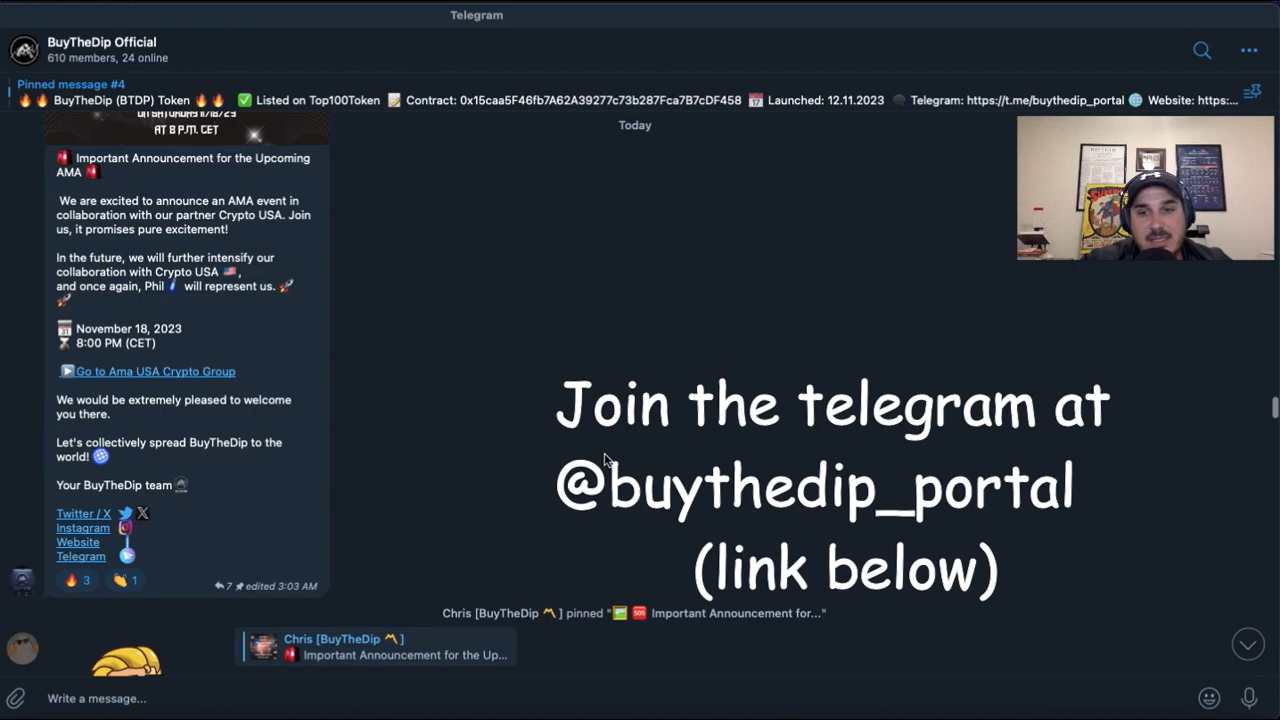 Telegram
BuyTheDip Official
610 members, 24 online
Pinned message #4
🔥 🔥 BuyTheDip (BTDP) Token 🔥 🔥 ✅ Listed on Top100Token 📝 Contract: 0x15caa5F46fb7A62A39277c73b287Fca7B7cDF458 📅 Launched: 12.11.2023 Telegram: https://t.me/buythedip_portal 🌐 Website: https:...
Today
ON SATURDAY 11/18/23
AT 8 P.M. CET
🚨 Important Announcement for the Upcoming
AMA 🚨
We are excited to announce an AMA event in
collaboration with our partner Crypto USA. Join
us, it promises pure excitement!
In the future, we will further intensify our
collaboration with Crypto USA 🇺🇸,
and once again, Phil will represent us. 🚀
🚀
📅 November 18, 2023
⏳ 8:00 PM (CET)
▶️Go to Ama USA Crypto Group
We would be extremely pleased to welcome
you there.
Let's collectively spread BuyTheDip to the
world! 🌐
Your BuyTheDip team
Twitter / X
Instagram
Website
Telegram
🔥 3 👏 1
7 edited 3:03 AM
SUPERMAN
Join the telegram at
@buythedip_portal
(link below)
Chris [BuyTheDip 〽️] pinned "🖼 🆘 Important Announcement for..."
Chris [BuyTheDip 〽️]
🚨 Important Announcement for the Up...
Write a message...